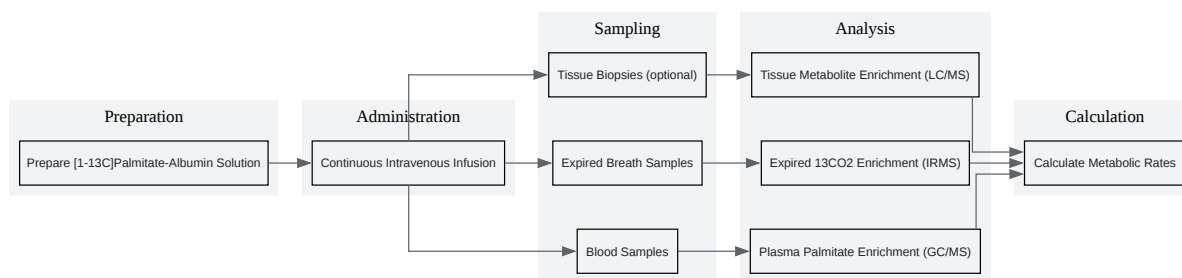 Sampling
Analysis
Tissue Biopsies (optional)
Tissue Metabolite Enrichment (LC/MS)
Preparation
Administration
Calculation
Prepare [1-13C]Palmitate-Albumin Solution
Continuous Intravenous Infusion
Expired Breath Samples
Expired 13CO2 Enrichment (IRMS)
Calculate Metabolic Rates
Blood Samples
Plasma Palmitate Enrichment (GC/MS)